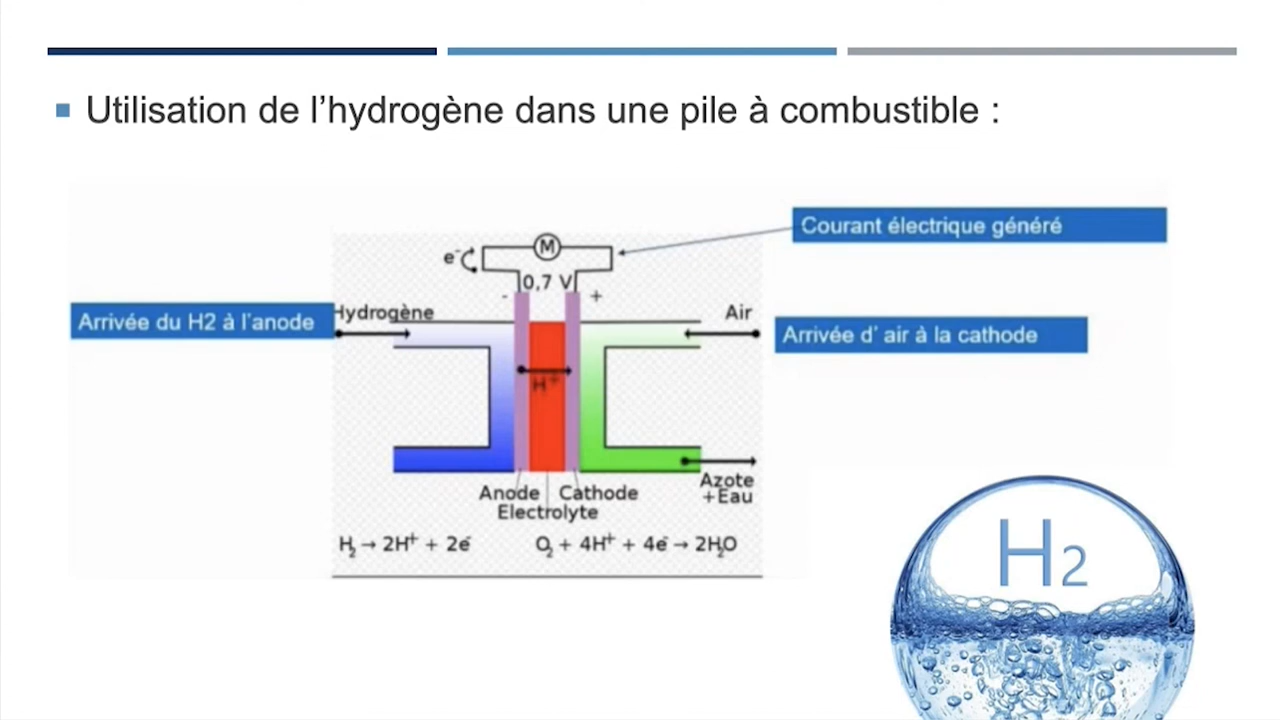 Utilisation de l’hydrogène dans une pile à combustible :
Courant électrique généré
M
e⁻
0,7 V
- +
Arrivée du H2 à l’anode
Hydrogène
Air
Arrivée d’ air à la cathode
H⁺
Anode Cathode
Electrolyte
Azote
+Eau
H₂ → 2H⁺ + 2e⁻
O₂ + 4H⁺ + 4e⁻ → 2H₂O
H₂